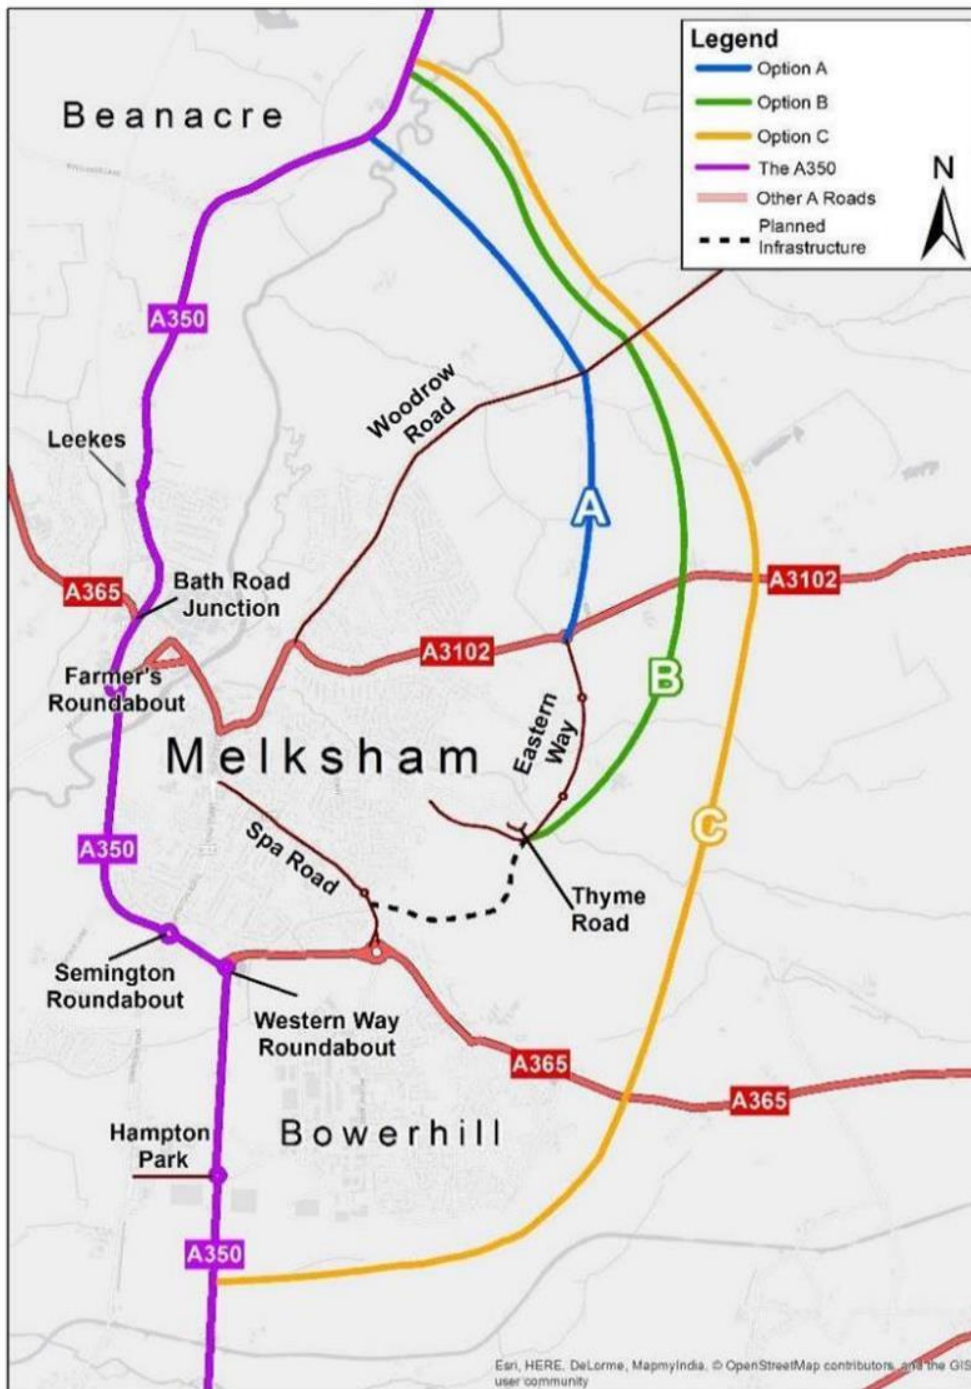 Legend
Option A
Option B
Option C
The A350
Other A Roads
Planned
Infrastructure
N
Beanacre
A350
Woodrow
Road
Leekes
A
A365
Bath Road
Junction
A3102
A3102
Farmer's
Roundabout
B
Eastern
Way
Melksham
C
A350
Spa Road
Thyme
Road
Semington
Roundabout
Western Way
Roundabout
A365
A365
Hampton
Park
Bowerhill
A350
Esri, HERE, DeLorme, MapmyIndia, © OpenStreetMap contributors, and the GIS
user community